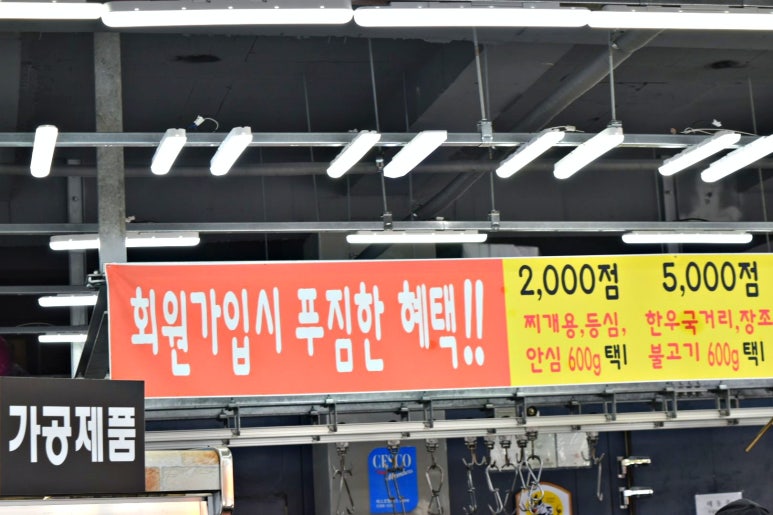 회원가입시 푸짐한 혜택!!
2,000점
찌개용,등심,
안심 600g 택1
5,000점
한우국거리,장조
불고기 600g 택1
가공제품
CESCO
Members